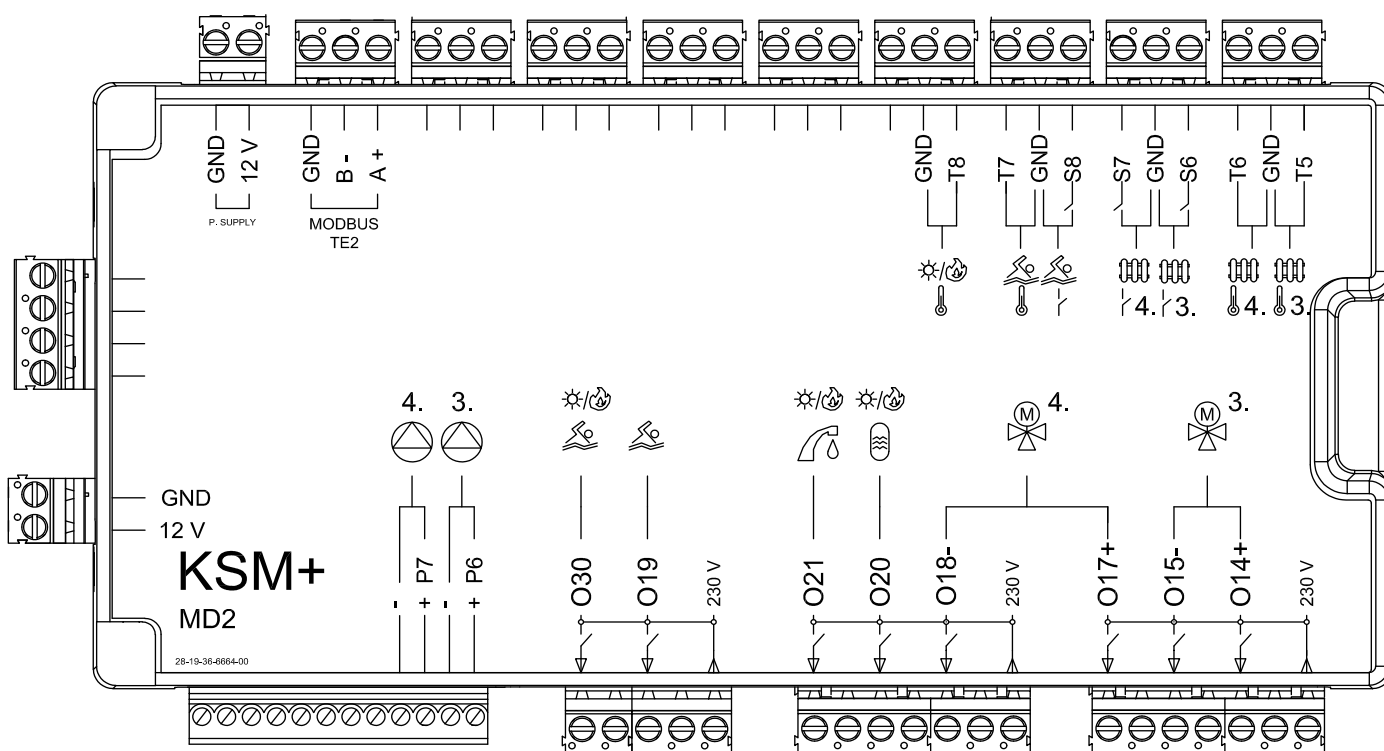 GND 12 V GND B - A + GND T8 T7 GND S8 S7 GND S6 T6 GND T5
P. SUPPLY
MODBUS
TE2
4. 3. 4. 3.
4. 3. 4. 3.
M M
GND
12 V
KSM+
MD2
- + P7 - + P6 O30 O19 230 V O21 O20 O18- 230 V O17+ O15- O14+ 230 V
28-19-36-6664-00